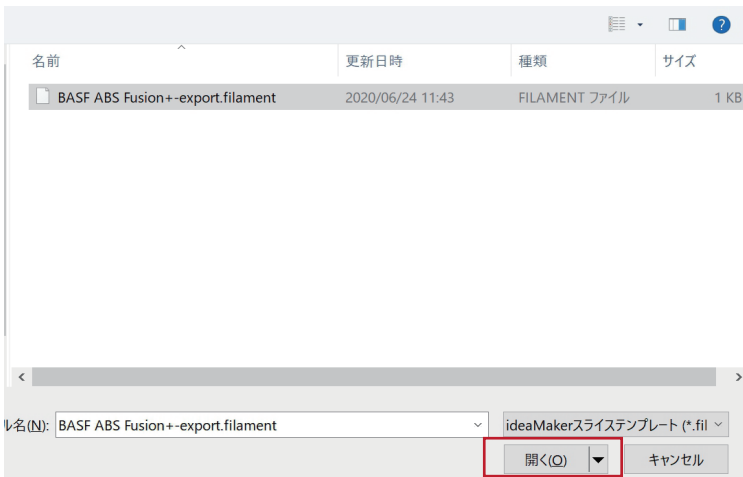 名前 更新日時 種類 サイズ
BASF ABS Fusion+-export.filament 2020/06/24 11:43 FILAMENT ファイル 1 KB
ル名(N): BASF ABS Fusion+-export.filament ideaMakerスライステンプレート (*.fil
開く(O) キャンセル